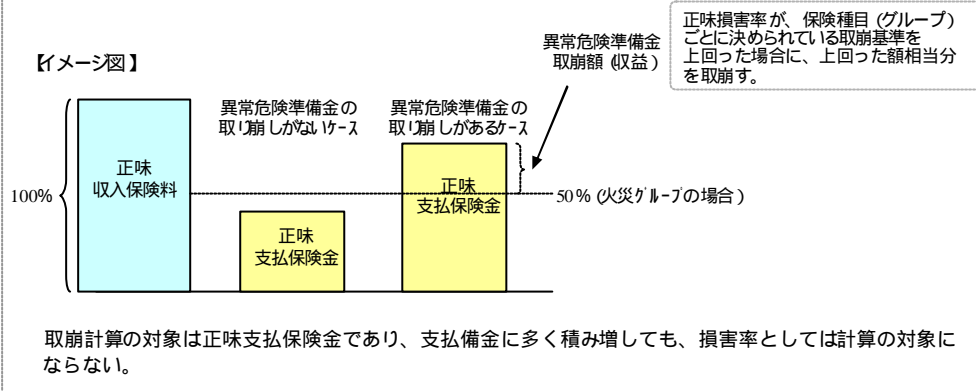 正味損害率が、保険種目(グループ)
ごとに決められている取崩基準を
上回った場合に、上回った額相当分
を取崩す。
異常危険準備金
取崩額(収益)
【イメージ図】
異常危険準備金の
取り崩しがないケース
異常危険準備金の
取り崩しがあるケース
正味
収入保険料
100%
正味
支払保険金
正味
支払保険金
50%(火災グループの場合)
取崩計算の対象は正味支払保険金であり、支払備金に多く積み増しても、損害率としては計算の対象に
ならない。